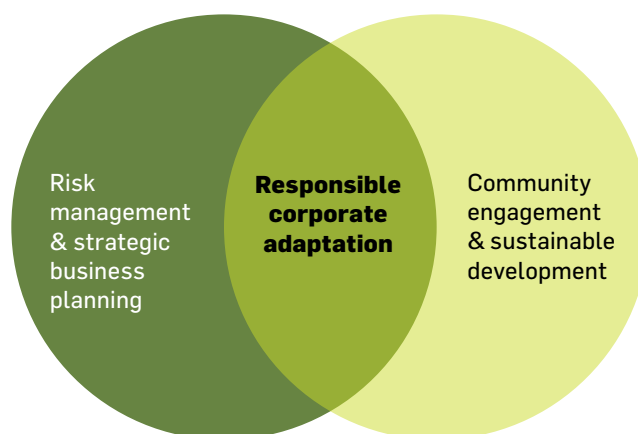 Risk
management
& strategic
business
planning
Responsible
corporate
adaptation
Community
engagement
& sustainable
development